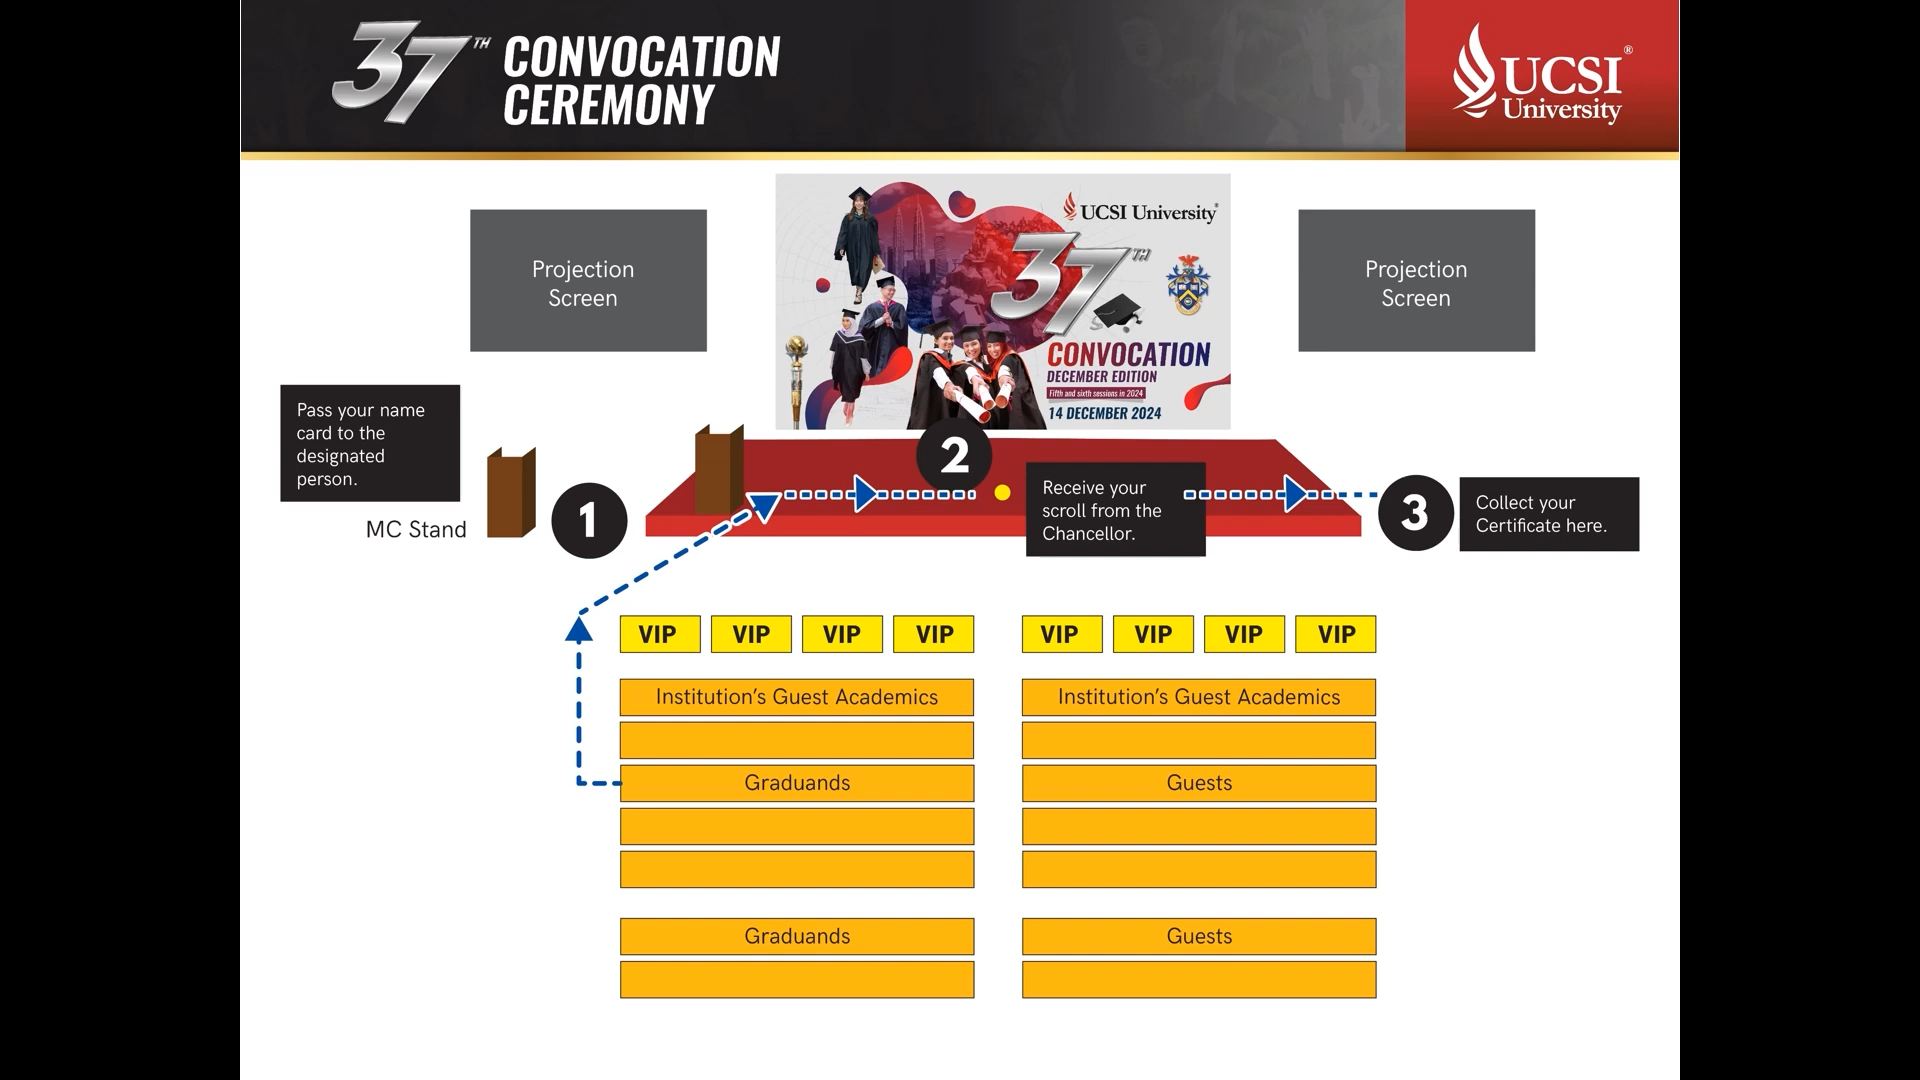 37TH CONVOCATION
CEREMONY
UCSI®
University
Projection
Screen
UCSI University®
37TH
CONVOCATION
DECEMBER EDITION
Fifth and sixth sessions in 2024
14 DECEMBER 2024
Projection
Screen
Pass your name
card to the
designated
person.
MC Stand
1
2
Receive your
scroll from the
Chancellor.
3
Collect your
Certificate here.
VIP VIP VIP VIP VIP VIP VIP VIP
Institution's Guest Academics Institution's Guest Academics
Graduands Guests
Graduands Guests